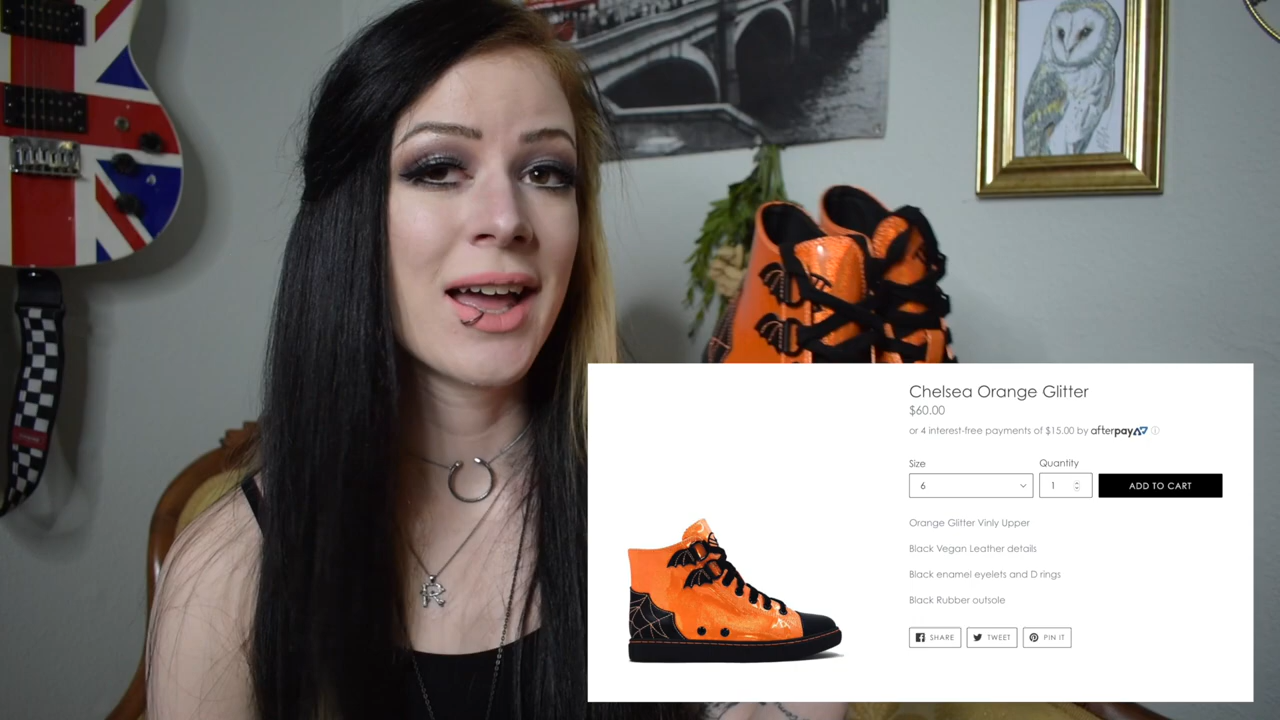 Chelsea Orange Glitter
$60.00
or 4 interest-free payments of $15.00 by afterpay
Size
Quantity
6
1
ADD TO CART
Orange Glitter Vinly Upper
Black Vegan Leather details
Black enamel eyelets and D rings
Black Rubber outsole
SHARE
TWEET
PIN IT
R